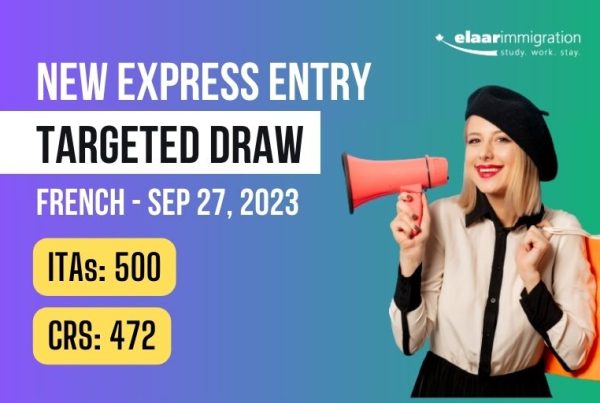 elaarimmigration
study. work. stay.
NEW EXPRESS ENTRY
TARGETED DRAW
FRENCH - SEP 27, 2023
ITAs: 500
CRS: 472